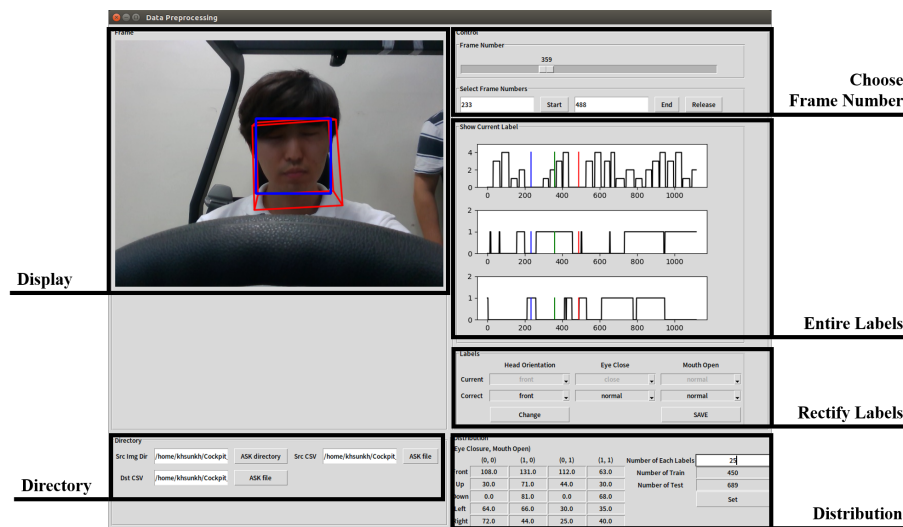 Data Preprocessing
Frame
Control
Frame Number
359
Select Frame Numbers
233 Start 488 End Release
Choose
Frame Number
Show Current Label
4
2
0
0 200 400 600 800 1000
2
1
0
0 200 400 600 800 1000
2
1
0
0 200 400 600 800 1000
Display
Entire Labels
Labels
Head Orientation Eye Close Mouth Open
Current front close normal
Correct front normal normal
Change SAVE
Rectify Labels
Directory
Src Img Dir /home/khsunkh/Cockpit_ ASK directory Src CSV /home/khsunkh/Cockpit_ ASK file
Dst CSV /home/khsunkh/Cockpit_ ASK file
Directory
Distribution
(Eye Closure, Mouth Open)
(0, 0) (1, 0) (0, 1) (1, 1) Number of Each Labels 25
Front 108.0 131.0 112.0 63.0 Number of Train 450
Up 30.0 71.0 44.0 30.0 Number of Test 689
Down 0.0 81.0 0.0 68.0 Set
Left 64.0 66.0 30.0 35.0
Right 72.0 44.0 25.0 40.0
Distribution